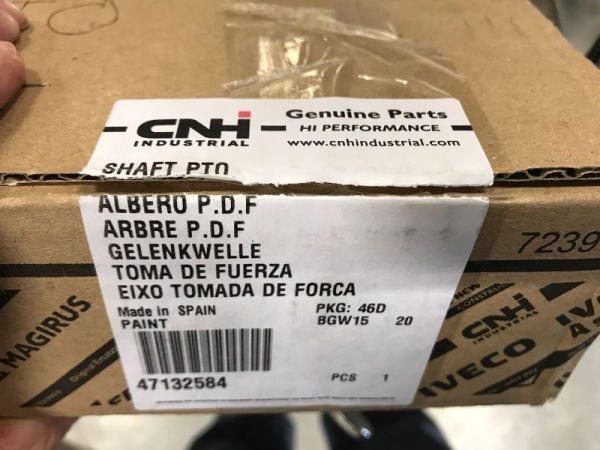 CNH
INDUSTRIAL
Genuine Parts
HI PERFORMANCE
www.cnhindustrial.com
SHAFT PTO
ALBERO P.D.F
ARBRE P.D.F
GELENKWELLE
TOMA DE FUERZA
EIXO TOMADA DE FORCA
Made in SPAIN PKG: 46D
PAINT BGW15 20
47132584 PCS 1
7239
MAGIRUS
CNH
INDUSTRIAL
IVECO